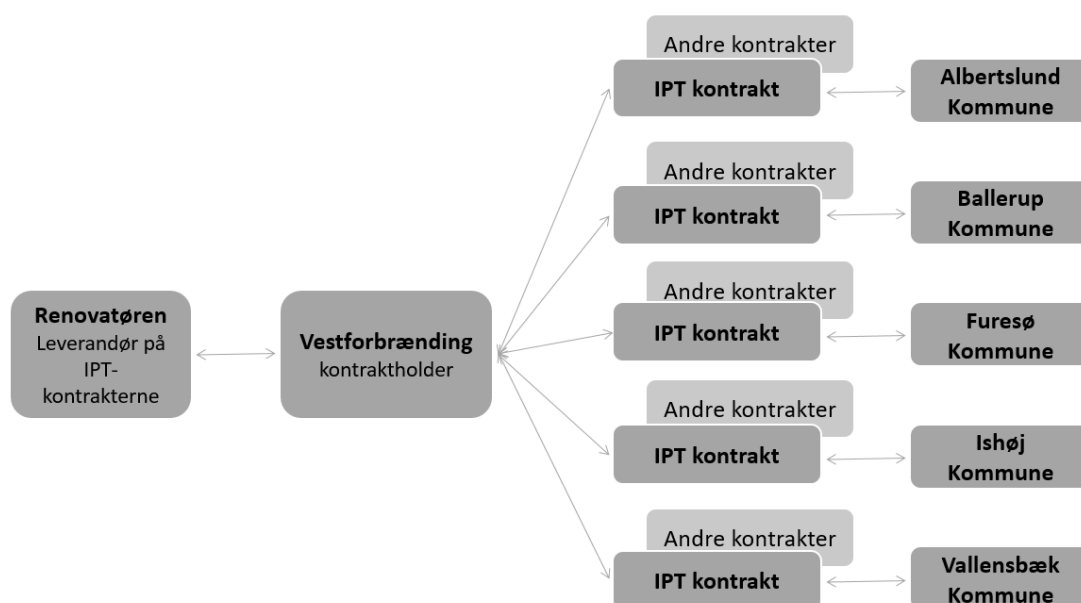 Renovatøren
Leverandør på
IPT-
kontrakterne
Vestforbrænding
kontraktholder
Andre kontrakter
IPT kontrakt
Albertslund
Kommune
Andre kontrakter
IPT kontrakt
Ballerup
Kommune
Andre kontrakter
IPT kontrakt
Furesø
Kommune
Andre kontrakter
IPT kontrakt
Ishøj
Kommune
Andre kontrakter
IPT kontrakt
Vallensbæk
Kommune